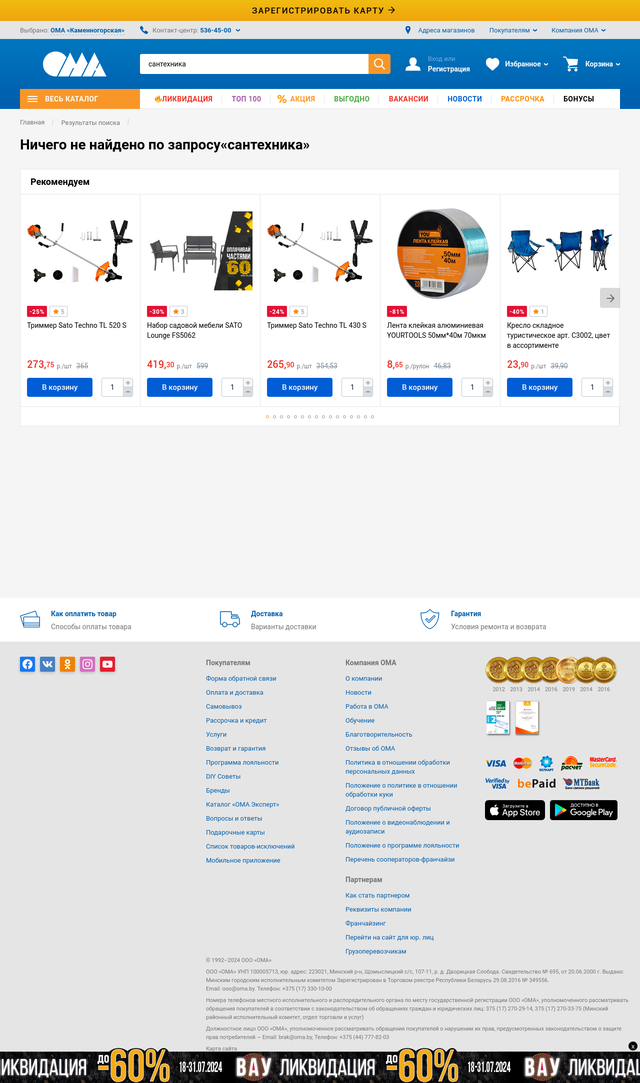 ЗАРЕГИСТРИРОВАТЬ КАРТУ →
Выбрано: ОМА «Каменногорская»
Контакт-центр: 536-45-00
Адреса магазинов
Покупателям
Компания ОМА
ОМА
сантехника
Вход или
Регистрация
Избранное
Корзина
ВЕСЬ КАТАЛОГ
ЛИКВИДАЦИЯ
ТОП 100
% АКЦИЯ
ВЫГОДНО
ВАКАНСИИ
НОВОСТИ
РАССРОЧКА
БОНУСЫ
Главная / Результаты поиска /
Ничего не найдено по запросу«сантехника»
Рекомендуем
-25% 5
Триммер Sato Techno TL 520 S
273,75 р./шт 365
В корзину 1
ОПЛАЧИВАЙ
ЧАСТЯМИ
60
-30% 3
Набор садовой мебели SATO
Lounge FS5062
419,30 р./шт 599
В корзину 1
-24% 5
Триммер Sato Techno TL 430 S
265,90 р./шт 354,53
В корзину 1
YOU
ЛЕНТА КЛЕЙКАЯ
50мм
40м
-81%
Лента клейкая алюминиевая
YOURTOOLS 50мм*40м 70мкм
8,65 р./рулон 46,83
В корзину 1
-40% 1
Кресло складное
туристическое арт. С3002, цвет
в ассортименте
23,90 р./шт 39,90
В корзину 1
Как оплатить товар
Способы оплаты товара
Доставка
Варианты доставки
Гарантия
Условия ремонта и возврата
Покупателям
Форма обратной связи
Оплата и доставка
Самовывоз
Рассрочка и кредит
Услуги
Возврат и гарантия
Программа лояльности
DIY Советы
Бренды
Каталог «ОМА Эксперт»
Вопросы и ответы
Подарочные карты
Список товаров-исключений
Мобильное приложение
Компания ОМА
О компании
Новости
Работа в ОМА
Обучение
Благотворительность
Отзывы об ОМА
Политика в отношении обработки
персональных данных
Положение о политике в отношении
обработки куки
Договор публичной оферты
Положение о видеонаблюдении и
аудиозаписи
Положение о программе лояльности
Перечень сооператоров-франчайзи
Партнерам
Как стать партнером
Реквизиты компании
Франчайзинг
Перейти на сайт для юр. лиц
Грузоперевозчикам
2012 2013 2014 2016 2019 2014 2016
VISA MasterCard БЕЛКАРТ расчет MasterCard. SecureCode.
Verified by VISA bePaid МТBank
Загрузите в App Store
ДОСТУПНО В Google Play
© 1992–2024 ООО «ОМА»
ООО «ОМА» УНП 100005713, юр. адрес: 223021, Минский р-н, Щомыслицкий с/с, 107-11, р. д. Дворицкая Слобода. Свидетельство № 695, от 20.06.2000 г. Выдано:
Минским городским исполнительным комитетом Зарегистрирован в Торговом реестре Республики Беларусь 29.08.2016 № 349556.
Email: ooo@oma.by. Телефон: +375 (17) 330-10-00
Номера телефонов местного исполнительного и распорядительного органа по месту государственной регистрации ООО «ОМА», уполномоченного рассматривать
обращения покупателей в соответствии с законодательством об обращениях граждан и юридических лиц: 375 (17) 270-29-14, 375 (17) 270-33-75 (Минский
районный исполнительный комитет, отдел торговли и услуг)
Должностное лицо ООО «ОМА», уполномоченное рассматривать обращения покупателей о нарушении их прав, предусмотренных законодательством о защите
прав потребителей — Email: brak@oma.by, Телефон: +375 (44) 777-82-03
Карта сайта
ИКВИДАЦИЯ до -60% 18-31.07.2024 ВАУ ЛИКВИДАЦИЯ до -60% 18-31.07.2024 ВАУ ЛИКВИДАЦ
x